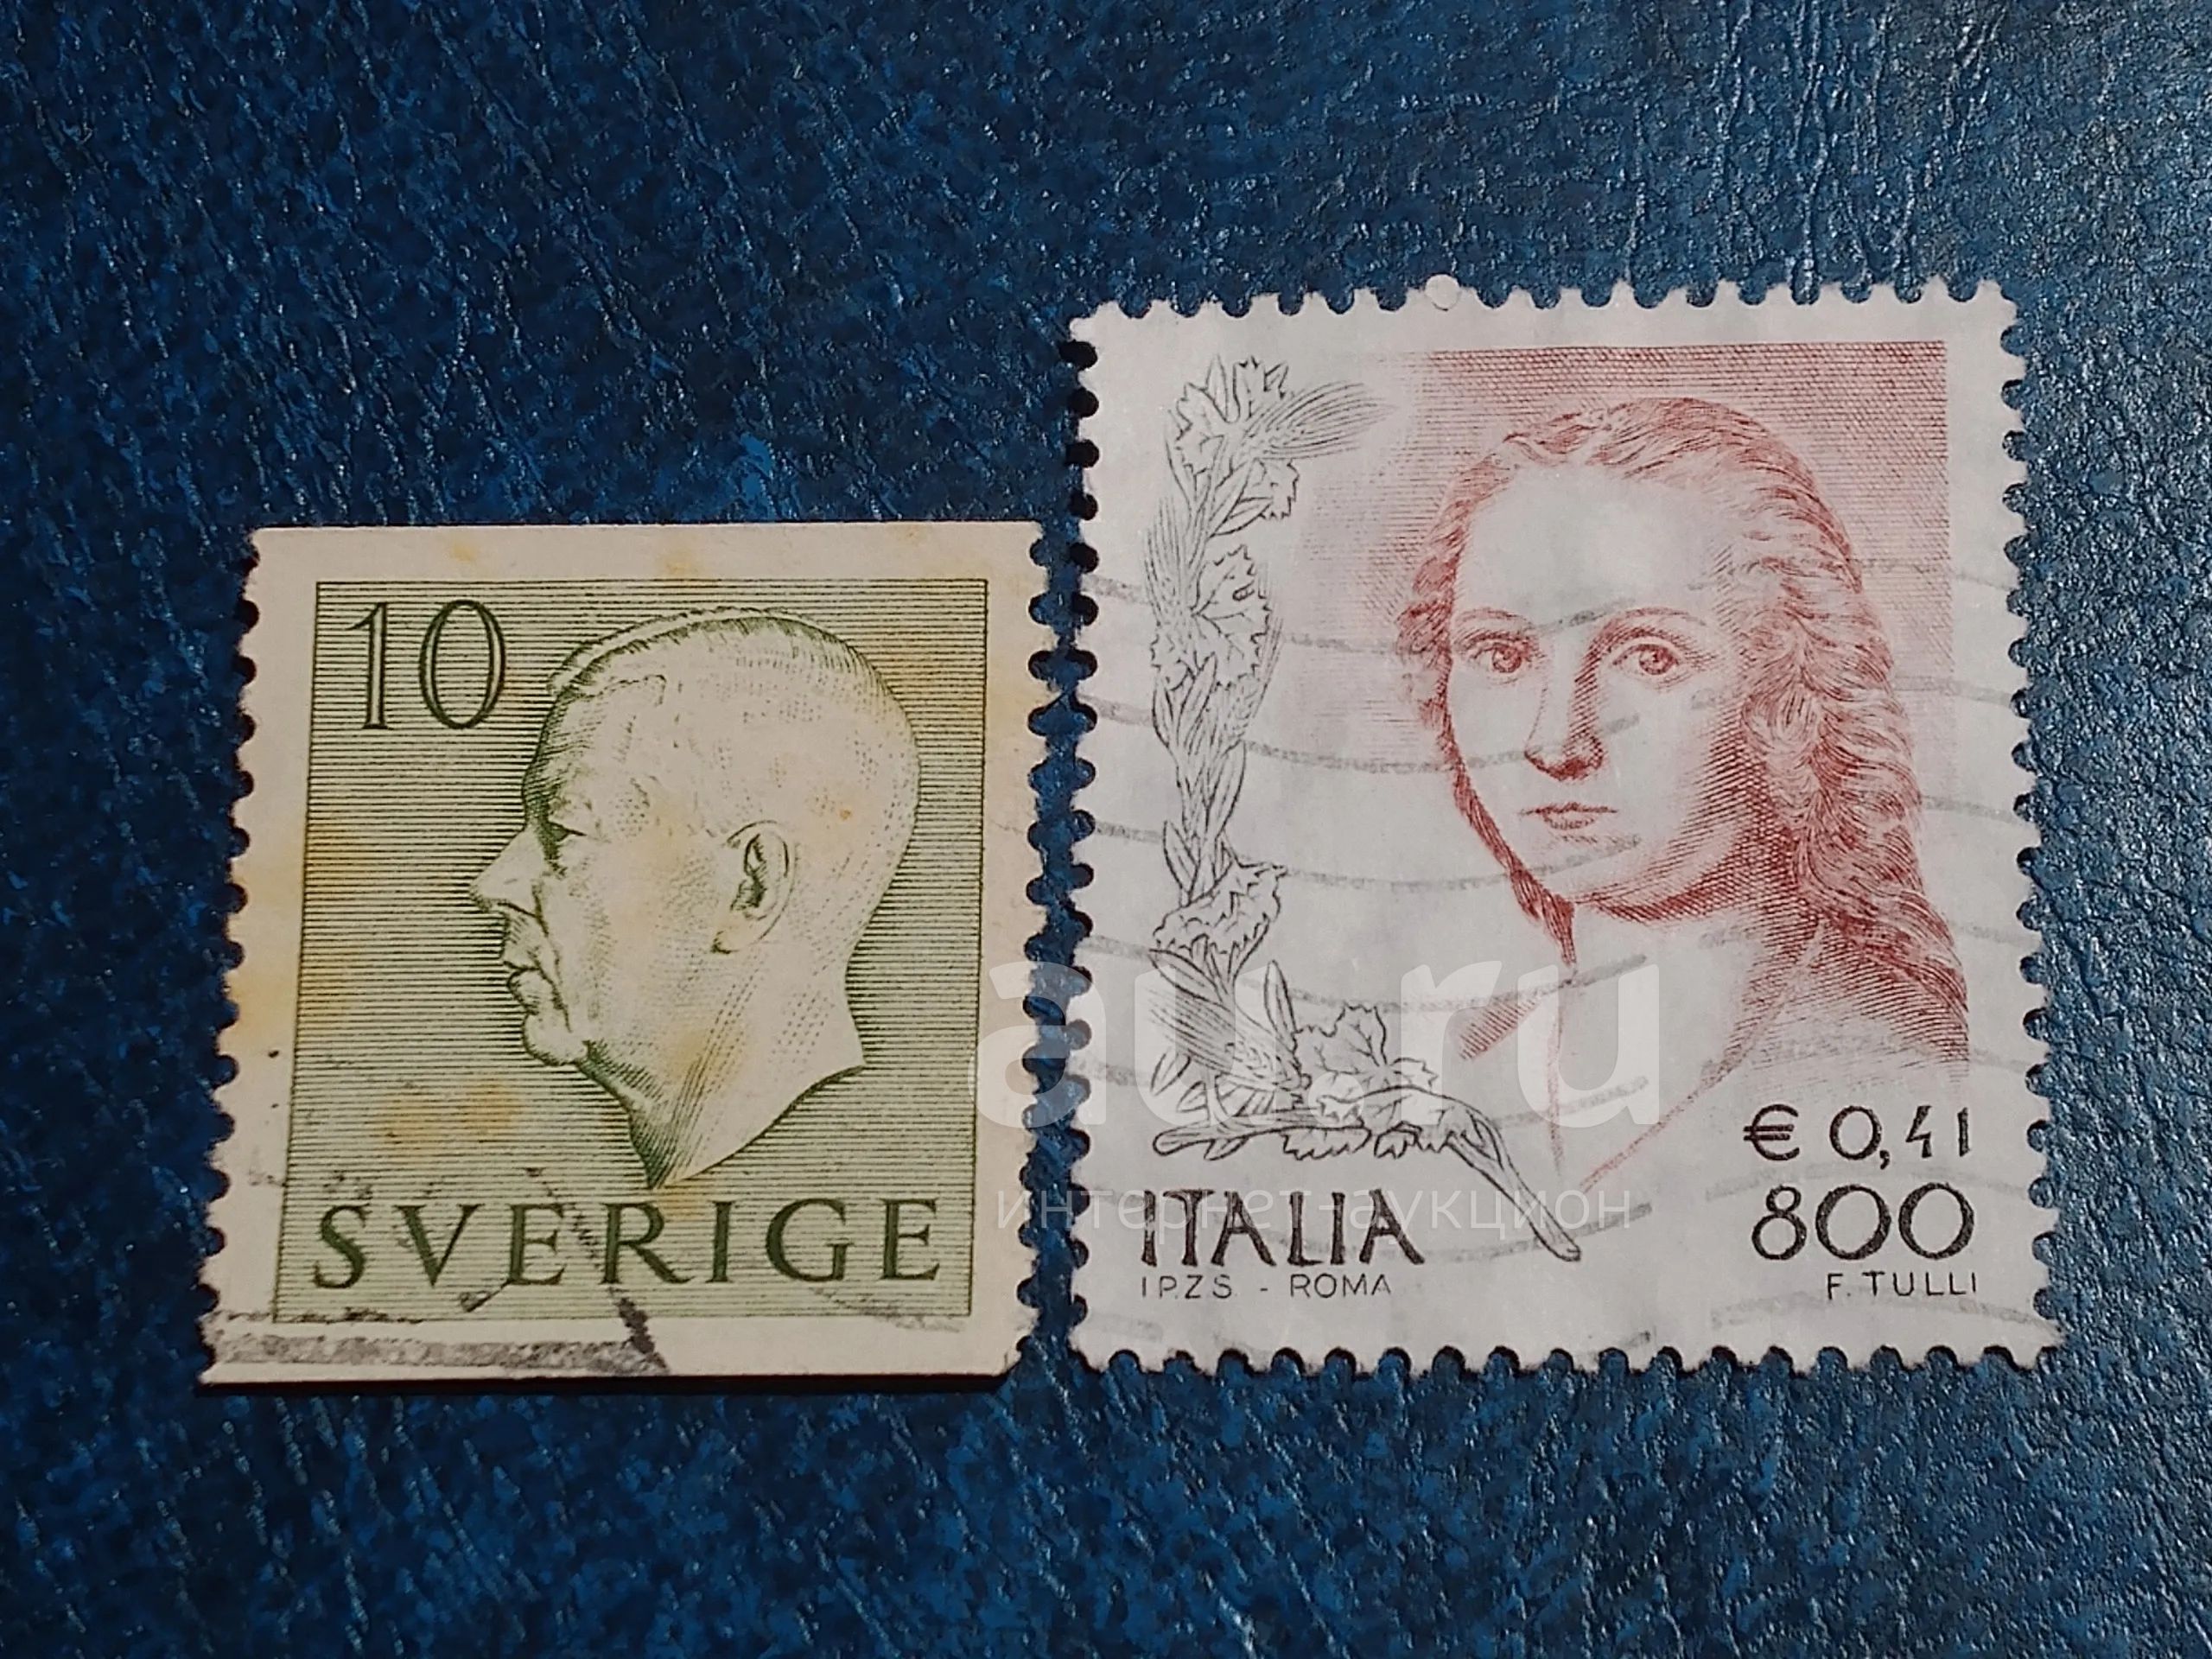 10
SVERIGE
€ 0,41
ITALIA 800
I.P.Z.S. - ROMA F. TULLI
au.ru
интернет-аукцион